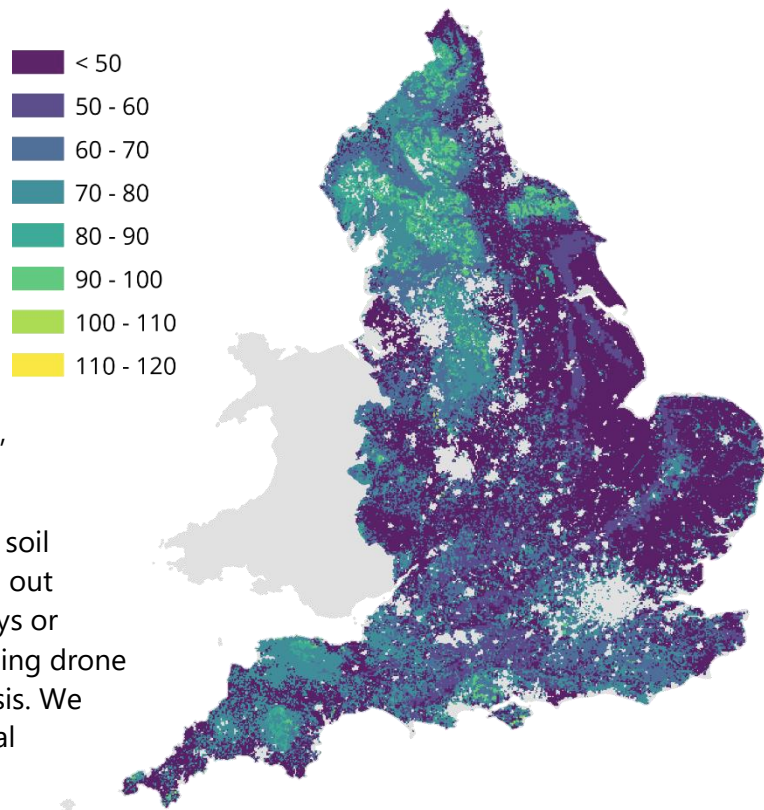 < 50
50 - 60
60 - 70
70 - 80
80 - 90
90 - 100
100 - 110
110 - 120
,
soil
out
ys or
ing drone
sis. We
al